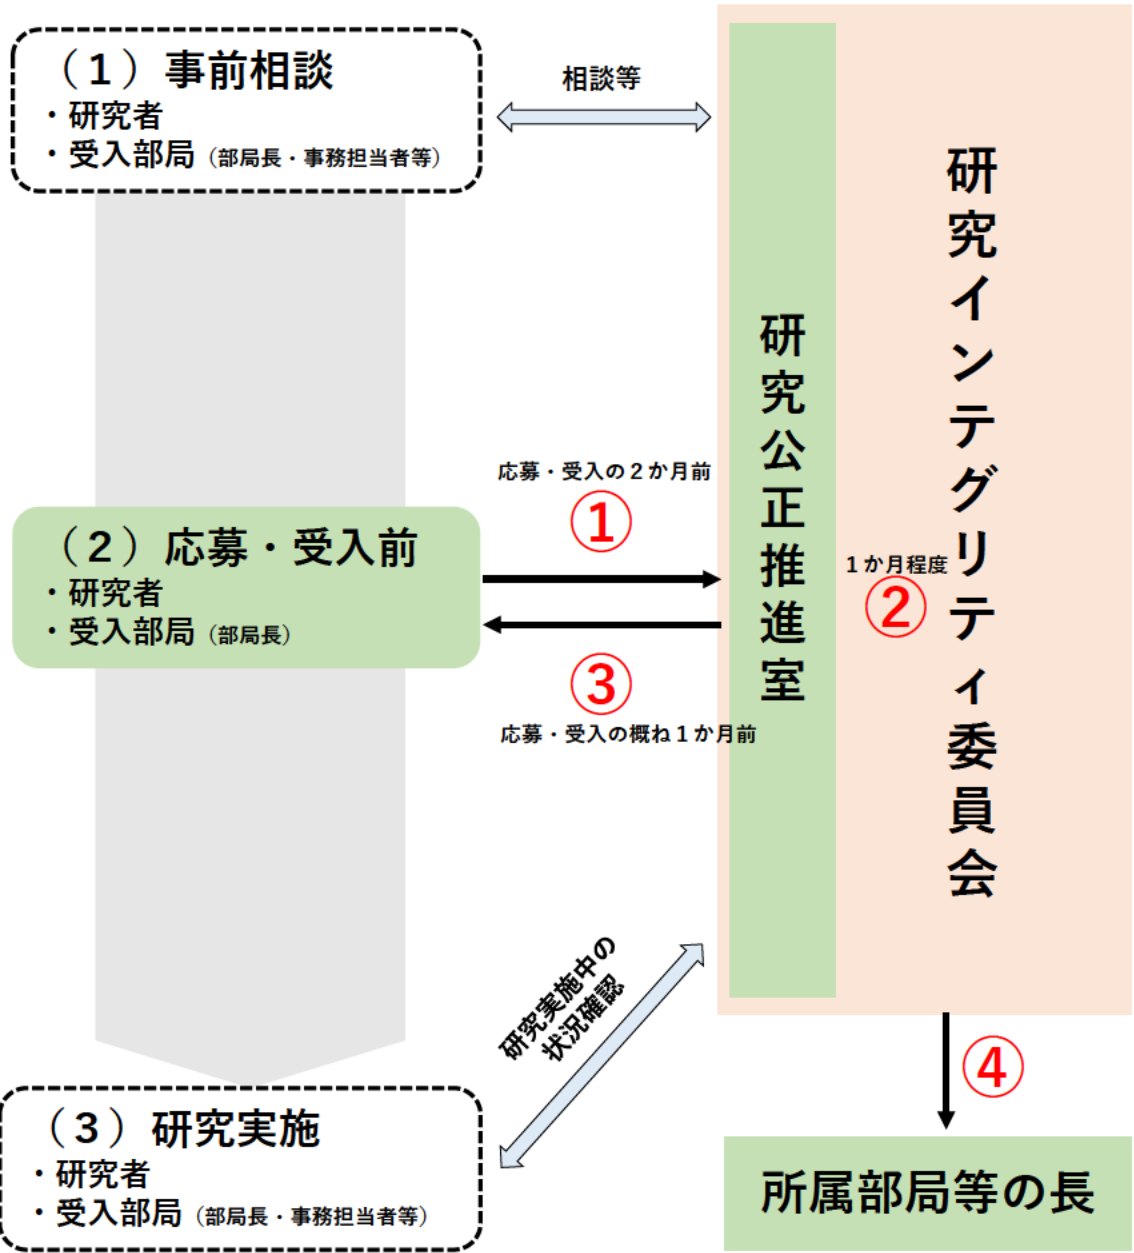 （１）事前相談
・研究者
・受入部局（部局長・事務担当者等）
相談等
研究公正推進室
研究インテグリティ委員会
応募・受入の２か月前
①
（２）応募・受入前
・研究者
・受入部局（部局長）
１か月程度
②
③
応募・受入の概ね１か月前
研究実施中の
状況確認
④
（３）研究実施
・研究者
・受入部局（部局長・事務担当者等）
所属部局等の長